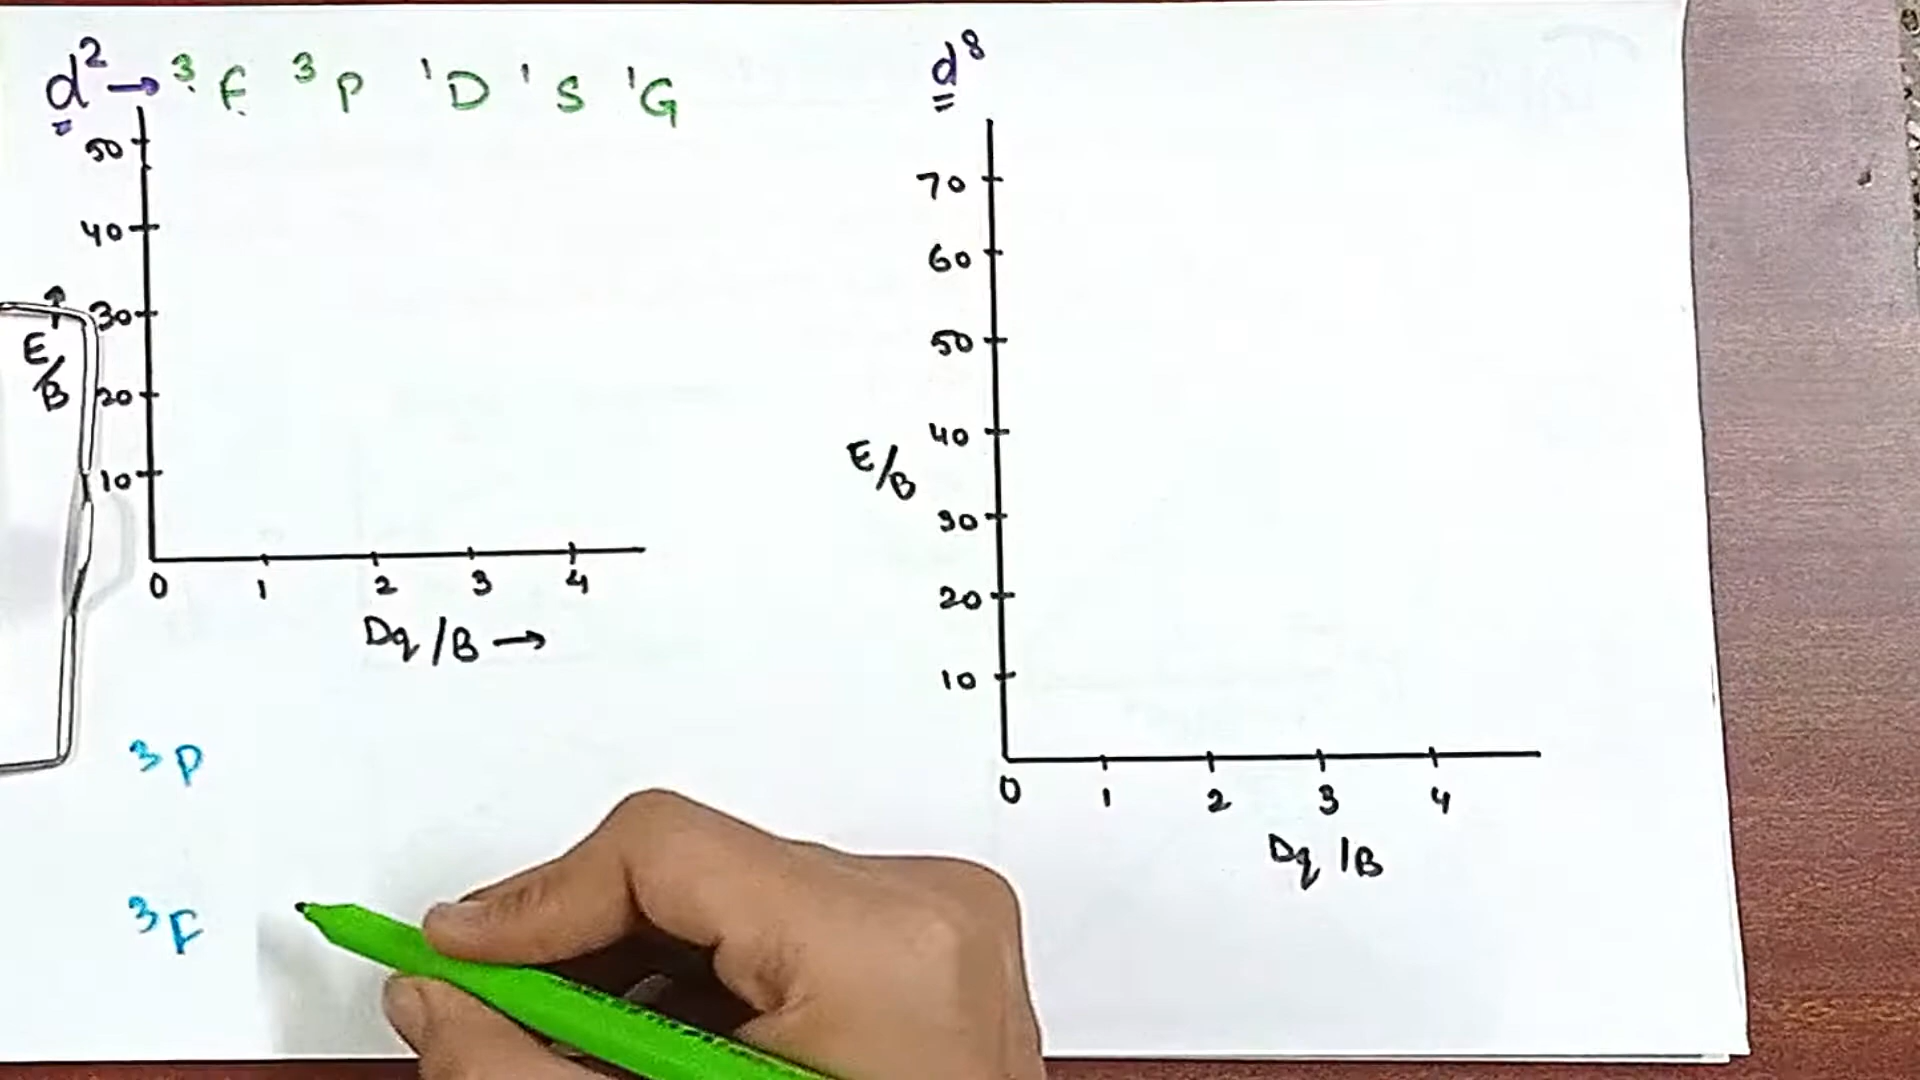 d² → ³F ³P ¹D ¹S ¹G
50
40
30
20
10
E/B
0 1 2 3 4
Dq/B →
³P
³F
d⁸
70
60
50
40
30
20
10
E/B
0 1 2 3 4
Dq/B